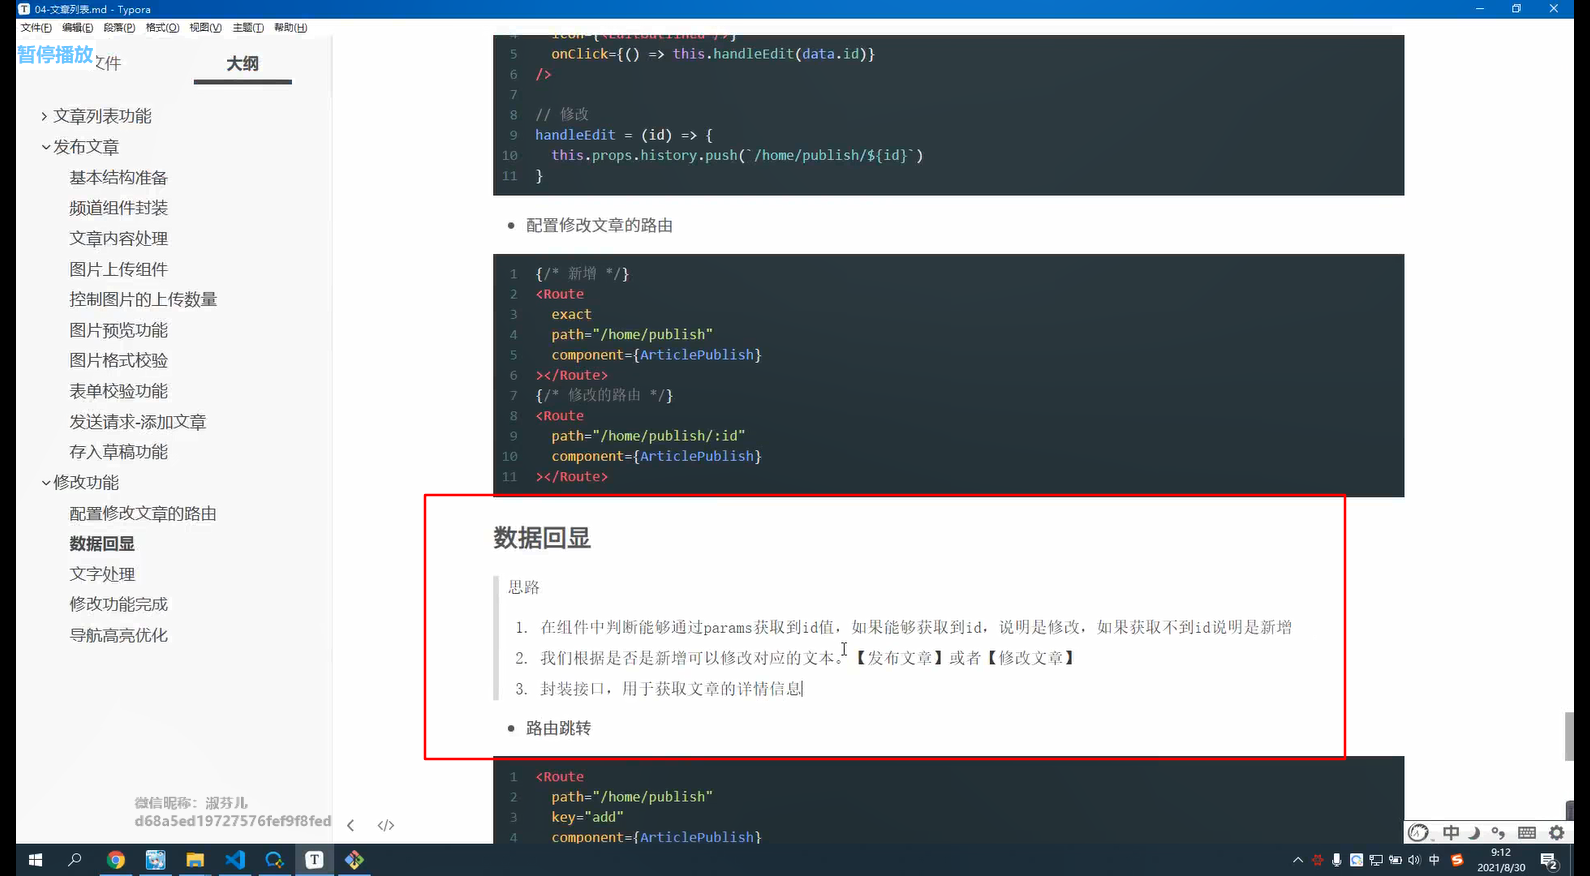 04-文章列表.md - Typora
文件(F) 编辑(E) 段落(P) 格式(O) 视图(V) 主题(T) 帮助(H)
暂停播放
文件
大纲
文章列表功能
发布文章
基本结构准备
频道组件封装
文章内容处理
图片上传组件
控制图片的上传数量
图片预览功能
图片格式校验
表单校验功能
发送请求-添加文章
存入草稿功能
修改功能
配置修改文章的路由
数据回显
文字处理
修改功能完成
导航高亮优化
微信昵称：淑芬儿
d68a5ed19727576fef9f8fed
4 icon={<EditOutlined />}
5 onClick={() => this.handleEdit(data.id)}
6 />
7
8 // 修改
9 handleEdit = (id) => {
10 this.props.history.push(`/home/publish/${id}`)
11 }
配置修改文章的路由
1 {/* 新增 */}
2 <Route
3 exact
4 path="/home/publish"
5 component={ArticlePublish}
6 ></Route>
7 {/* 修改的路由 */}
8 <Route
9 path="/home/publish/:id"
10 component={ArticlePublish}
11 ></Route>
数据回显
思路
1. 在组件中判断能够通过params获取到id值，如果能够获取到id，说明是修改，如果获取不到id说明是新增
2. 我们根据是否是新增可以修改对应的文本。【发布文章】或者【修改文章】
3. 封装接口，用于获取文章的详情信息
路由跳转
1 <Route
2 path="/home/publish"
3 key="add"
4 component={ArticlePublish}
中
中
9:12
2021/8/30
2